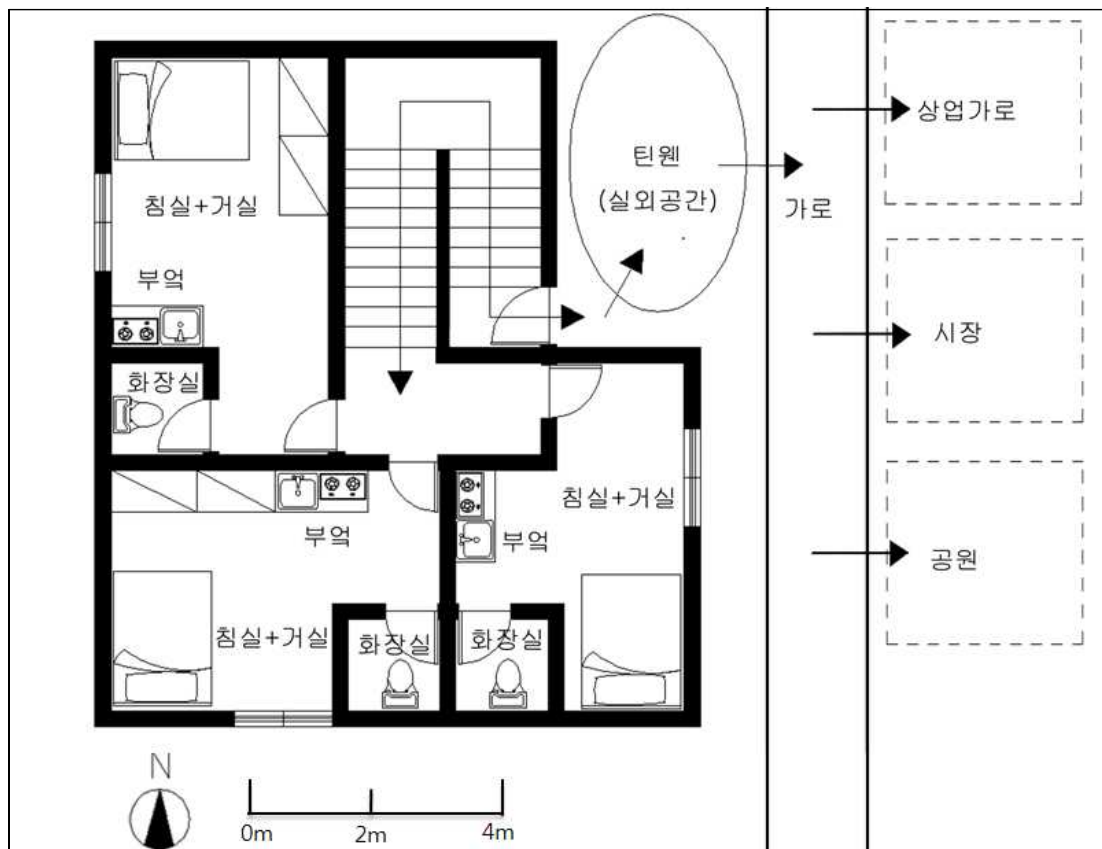 상업가로
틴웬
(실외공간)
가로
침실+거실
부엌
시장
화장실
침실+거실
부엌
부엌
공원
침실+거실
화장실
화장실
N
0m
2m
4m